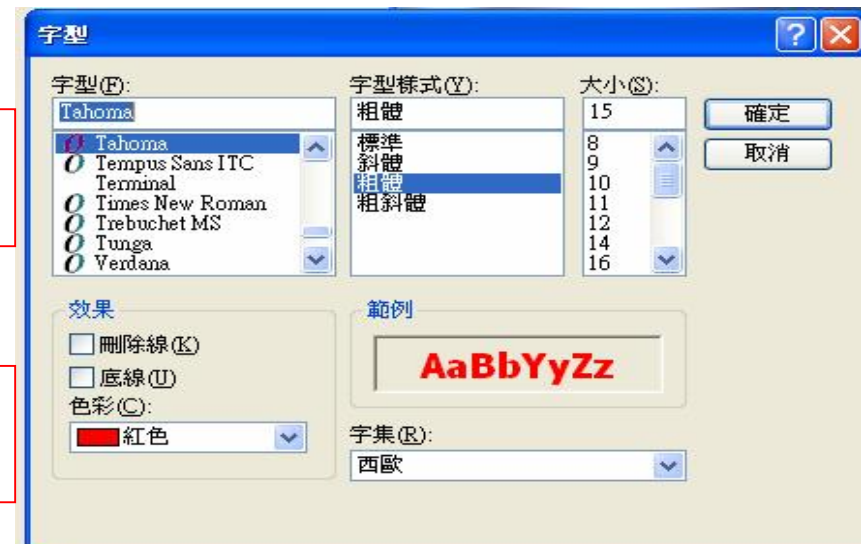 字型
字型(F):
Tahoma
Tahoma
Tempus Sans ITC
Terminal
Times New Roman
Trebuchet MS
Tunga
Verdana
字型樣式(Y):
粗體
標準
斜體
粗體
粗斜體
大小(S):
15
8
9
10
11
12
14
16
確定
取消
效果
刪除線(K)
底線(U)
色彩(C):
紅色
範例
AaBbYyZz
字集(R):
西歐